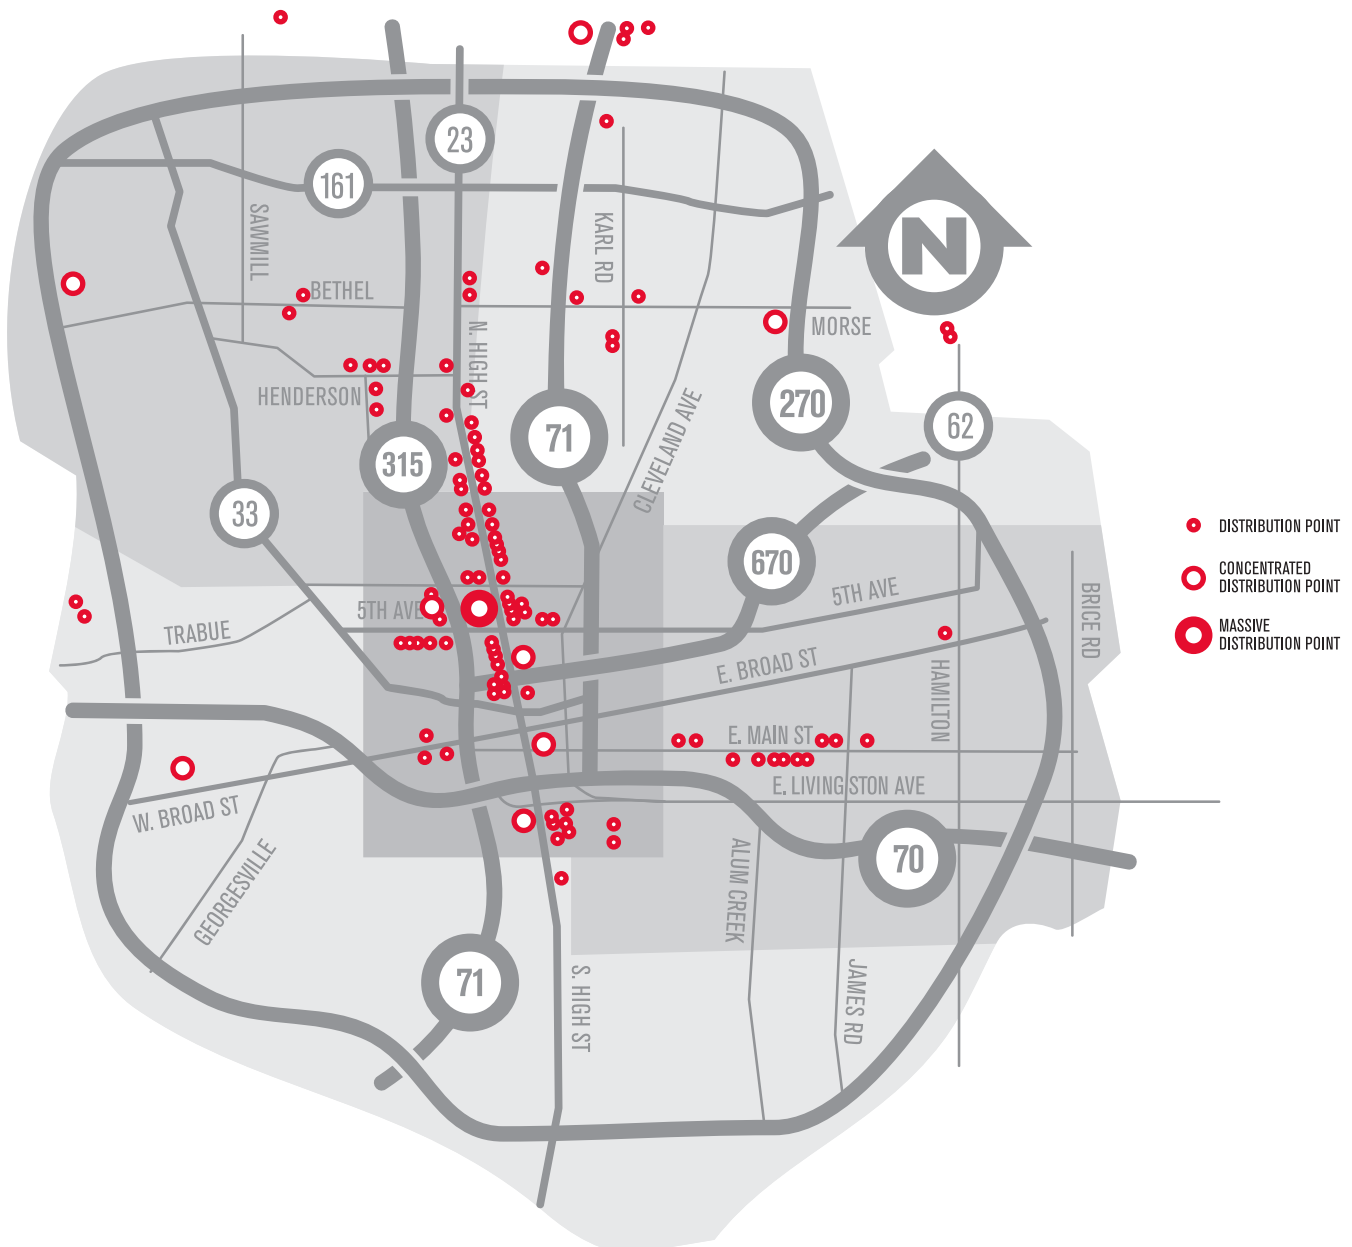 23
161
N
SAWMILL
KARL RD
BETHEL
MORSE
N. HIGH ST
HENDERSON
270
62
71
CLEVELAND AVE
315
33
DISTRIBUTION POINT
670
CONCENTRATED
DISTRIBUTION POINT
5TH AVE
5TH AVE
BRICE RD
MASSIVE
DISTRIBUTION POINT
TRABUE
E. BROAD ST
HAMILTON
E. MAIN ST
E. LIVINGSTON AVE
W. BROAD ST
GEORGESVILLE
ALUM CREEK
70
71
S. HIGH ST
JAMES RD